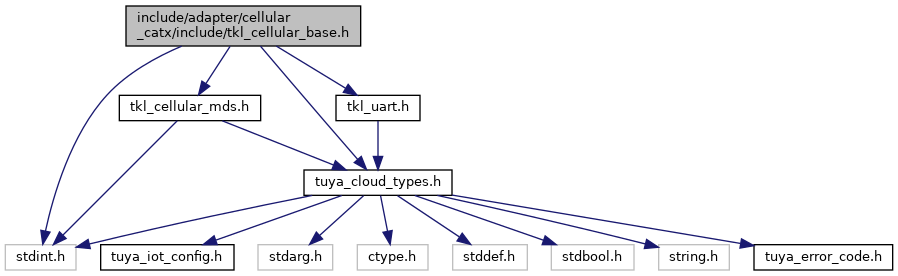 include/adapter/cellular
_catx/include/tkl_cellular_base.h
tkl_cellular_mds.h
tkl_uart.h
tuya_cloud_types.h
stdint.h
tuya_iot_config.h
stdarg.h
ctype.h
stddef.h
stdbool.h
string.h
tuya_error_code.h